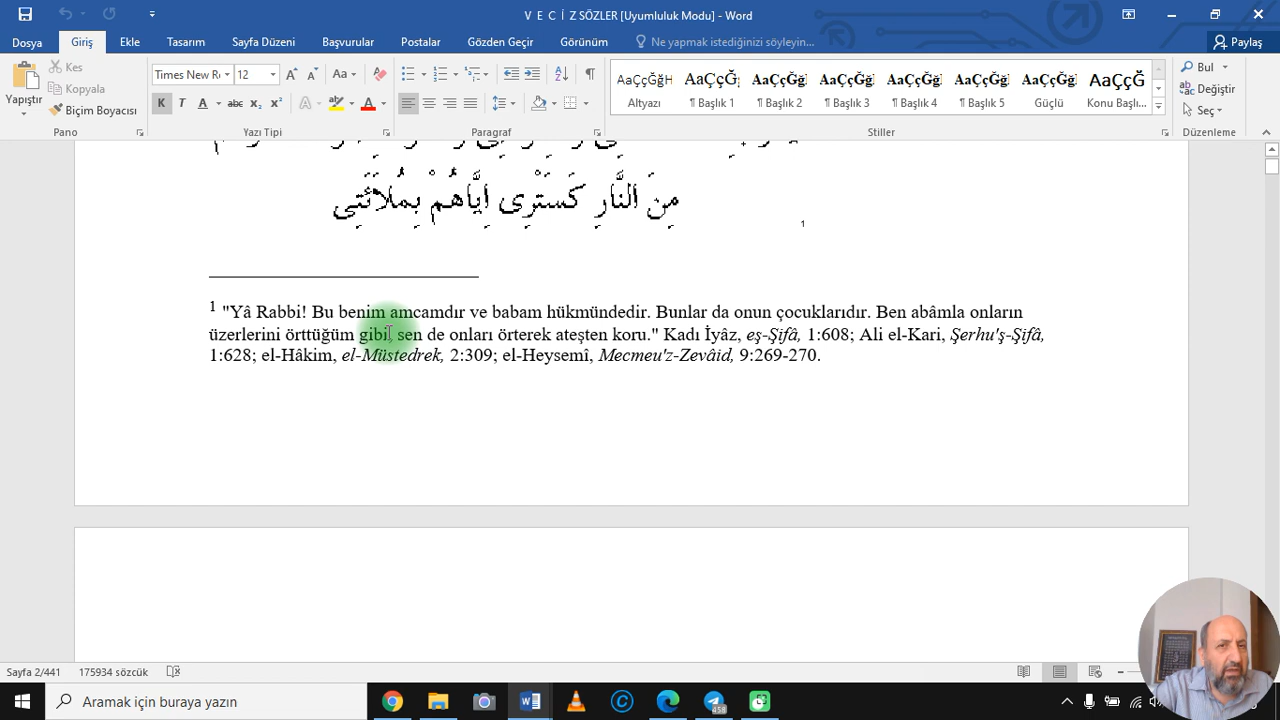 V E C İ Z SÖZLER [Uyumluluk Modu] - Word
Dosya Giriş Ekle Tasarım Sayfa Düzeni Başvurular Postalar Gözden Geçir Görünüm Ne yapmak istediğinizi söyleyin... Paylaş
Yapıştır
Kes
Kopyala
Biçim Boyacısı
Times New Ro 12
K T A abc x₂ x² A A
AaÇçĞğH AaÇçĞ AaÇçĞğ AaÇçĞğ AaÇçĞğ AaÇçĞğ AaÇçĞğ AaÇçĞ
Altyazı ¶ Başlık 1 ¶ Başlık 2 ¶ Başlık 3 ¶ Başlık 4 ¶ Başlık 5 Güçlü Konu Başlı...
Bul
Değiştir
Seç
Pano Yazı Tipi Paragraf Stiller Düzenleme
مِنَ النَّارِ كَسَتْرِى اِيَّاهُمْ بِمُلَائَتِى
1
1 "Yâ Rabbi! Bu benim amcamdır ve babam hükmündedir. Bunlar da onun çocuklarıdır. Ben abâmla onların
üzerlerini örttüğüm gibi, sen de onları örterek ateşten koru." Kadı İyâz, eş-Şifâ, 1:608; Ali el-Kari, Şerhu'ş-Şifâ,
1:628; el-Hâkim, el-Müstedrek, 2:309; el-Heysemî, Mecmeu'z-Zevâid, 9:269-270.
Sayfa 2/441 175934 sözcük
Aramak için buraya yazın